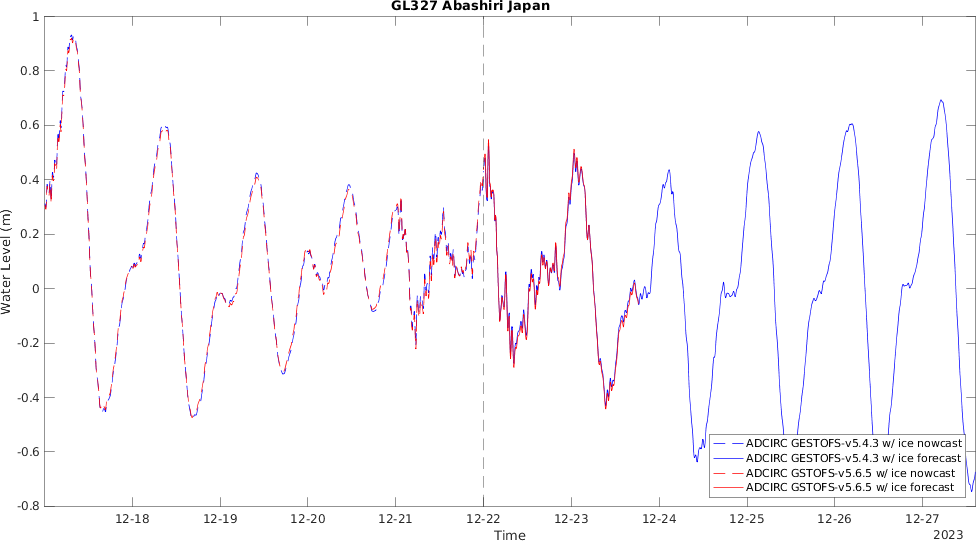 GL327 Abashiri Japan
Water Level (m)
1
0.8
0.6
0.4
0.2
0
-0.2
-0.4
-0.6
-0.8
ADCIRC GESTOFS-v5.4.3 w/ ice nowcast
ADCIRC GESTOFS-v5.4.3 w/ ice forecast
ADCIRC GSTOFS-v5.6.5 w/ ice nowcast
ADCIRC GSTOFS-v5.6.5 w/ ice forecast
12-18 12-19 12-20 12-21 12-22 12-23 12-24 12-25 12-26 12-27
Time
2023